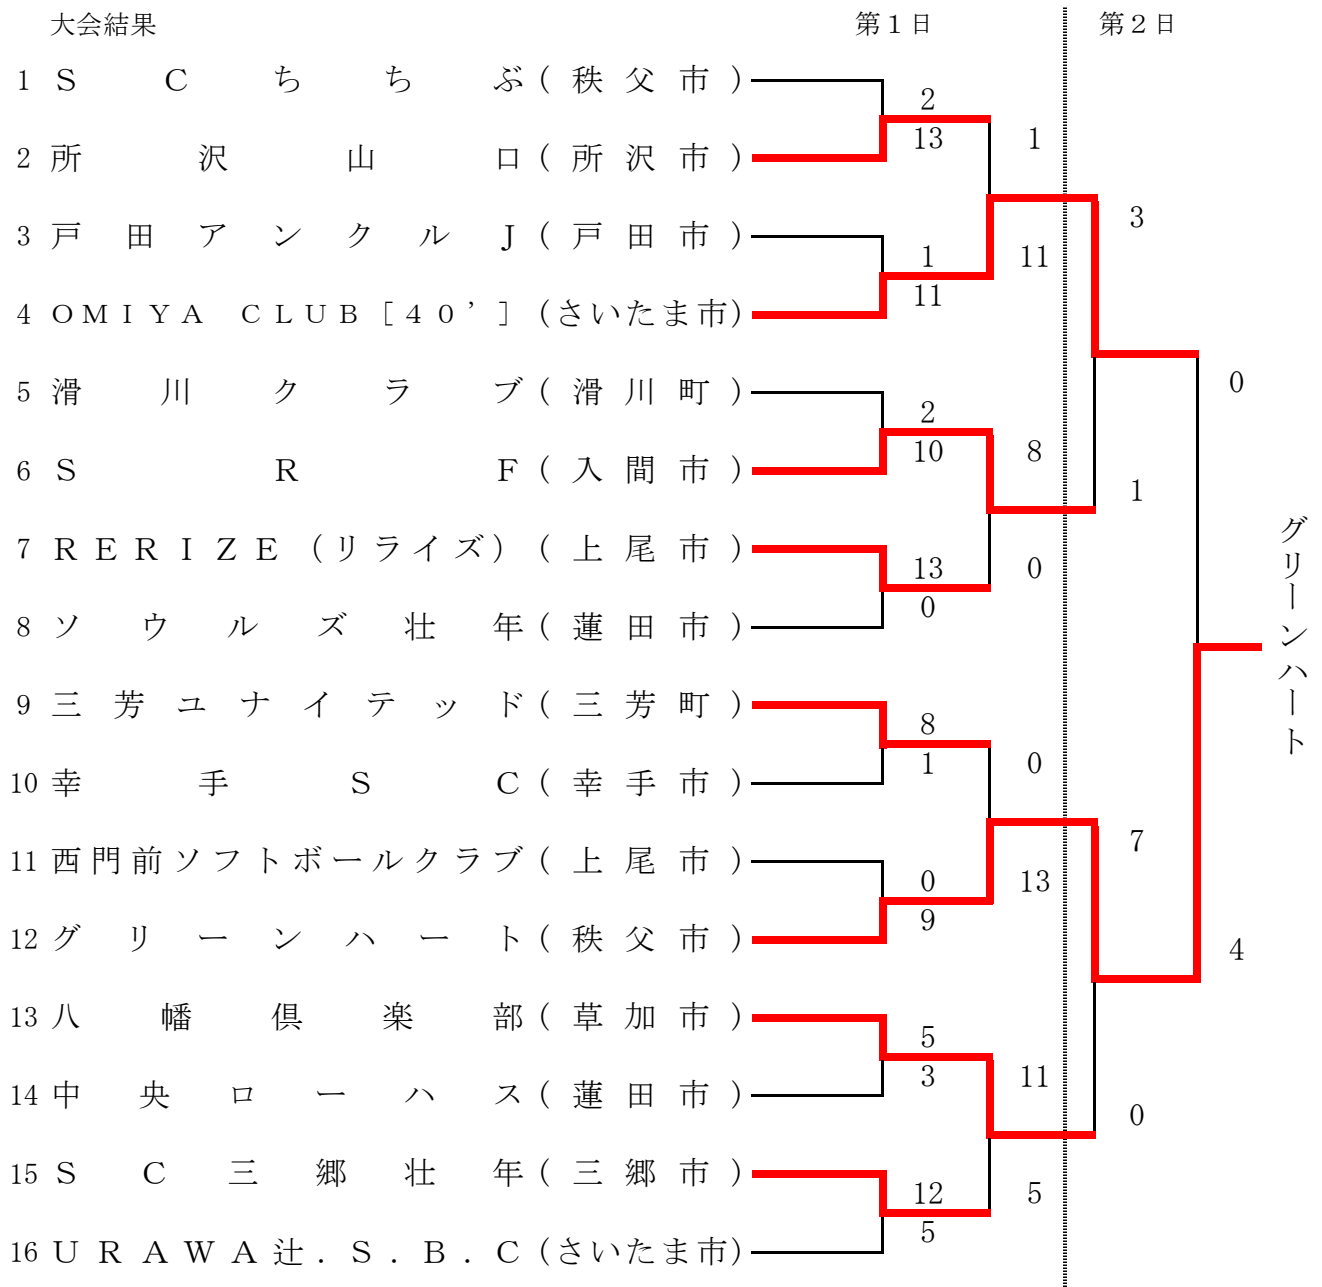 大会結果 第１日 第２日
1 ＳＣちちぶ（秩父市）
2
13
1
2 所沢山口（所沢市）
3 戸田アンクルJ（戸田市）
3
1
11
11
4 ＯＭＩＹＡ ＣＬＵＢ［４０’］（さいたま市）
5 滑川クラブ（滑川町）
0
2
10
8
6 ＳＲＦ（入間市）
1
7 ＲＥＲＩＺＥ（リライズ）（上尾市）
13
0
0
8 ソウルズ壮年（蓮田市）
グリーンハート
9 三芳ユナイテッド（三芳町）
8
1
0
10 幸手ＳＣ（幸手市）
11 西門前ソフトボールクラブ（上尾市）
7
0
9
13
12 グリーンハート（秩父市）
4
13 八幡倶楽部（草加市）
5
3
11
14 中央ローハス（蓮田市）
0
15 ＳＣ三郷壮年（三郷市）
12
5
5
16 ＵＲＡＷＡ辻．Ｓ．Ｂ．Ｃ（さいたま市）